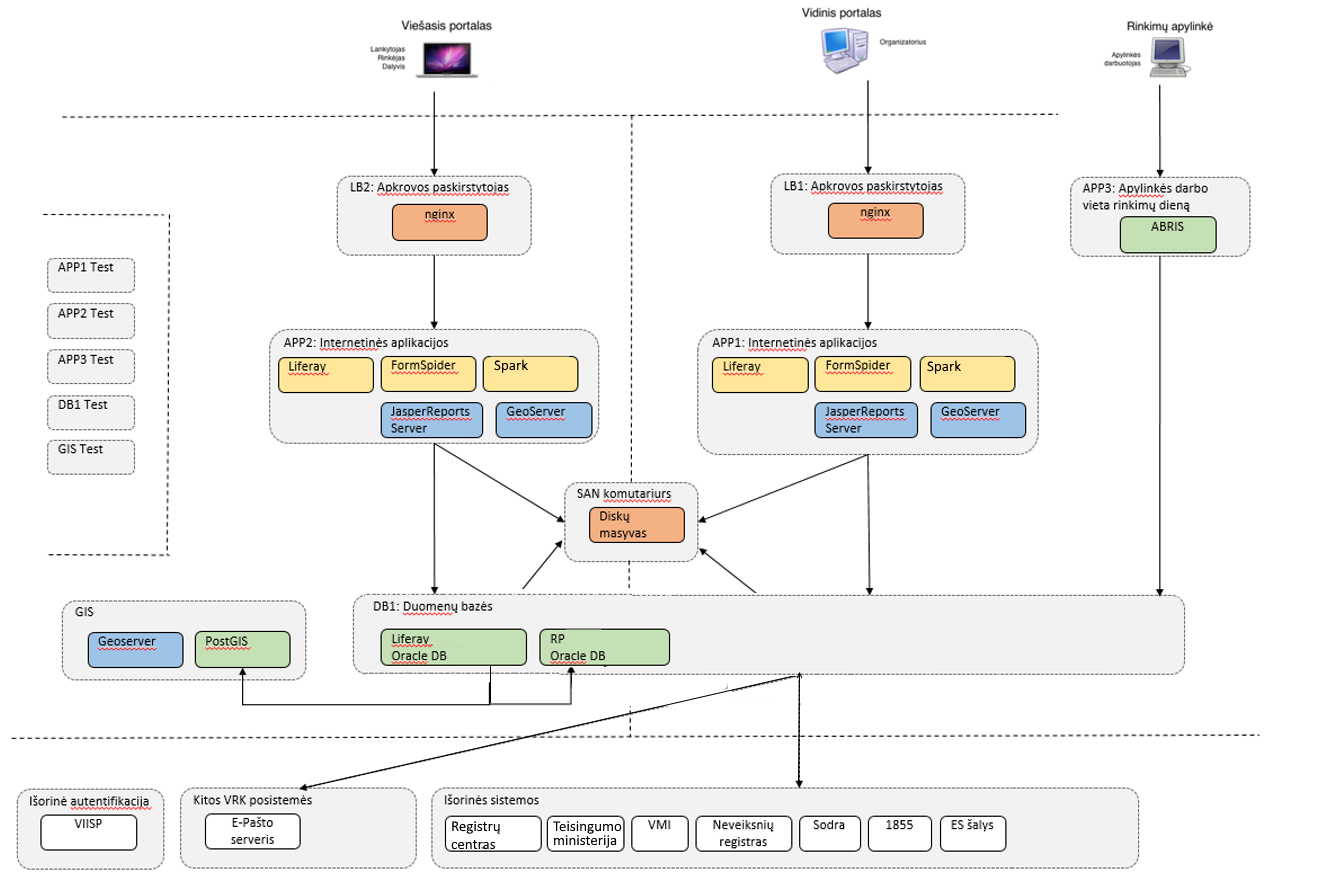 Viešasis portalas
Lankytojas
Rinkėjas
Dalyvis
Vidinis portalas
Organizatorius
Rinkimų apylinkė
Apylinkės
darbuotojas
LB2: Apkrovos paskirstytojas
nginx
LB1: Apkrovos paskirstytojas
nginx
APP3: Apylinkės darbo
vieta rinkimų dieną
ABRIS
APP1 Test
APP2 Test
APP3 Test
DB1 Test
GIS Test
APP2: Internetinės aplikacijos
Liferay
FormSpider
Spark
JasperReports
Server
GeoServer
APP1: Internetinės aplikacijos
Liferay
FormSpider
Spark
JasperReports
Server
GeoServer
SAN komutariurs
Diskų
masyvas
GIS
Geoserver
PostGIS
DB1: Duomenų bazės
Liferay
Oracle DB
RP
Oracle DB
Išorinė autentifikacija
VIISP
Kitos VRK posistemės
E-Pašto
serveris
Išorinės sistemos
Registrų
centras
Teisingumo
ministerija
VMI
Neveiksnių
registras
Sodra
1855
ES šalys